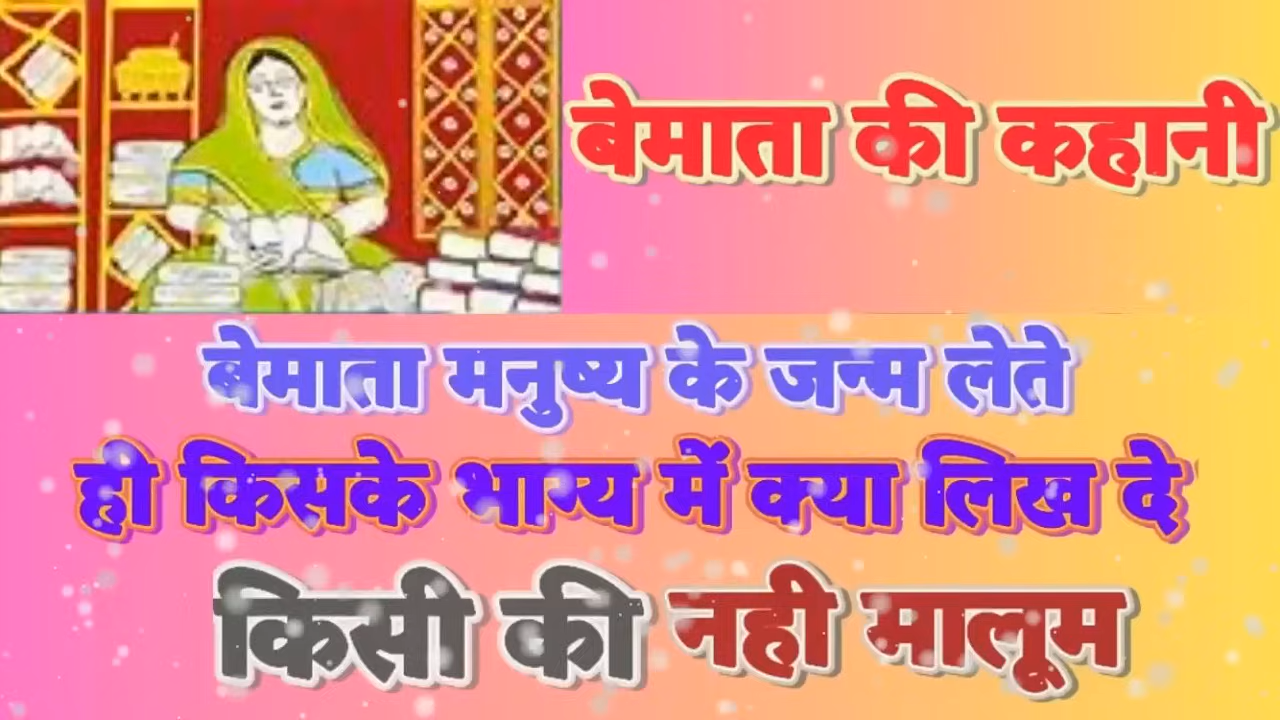 बेमाता की कहानी
बेमाता मनुष्य के जन्म लेते
ही किसके भाग्य में क्या लिख दे
किसी की नही मालूम